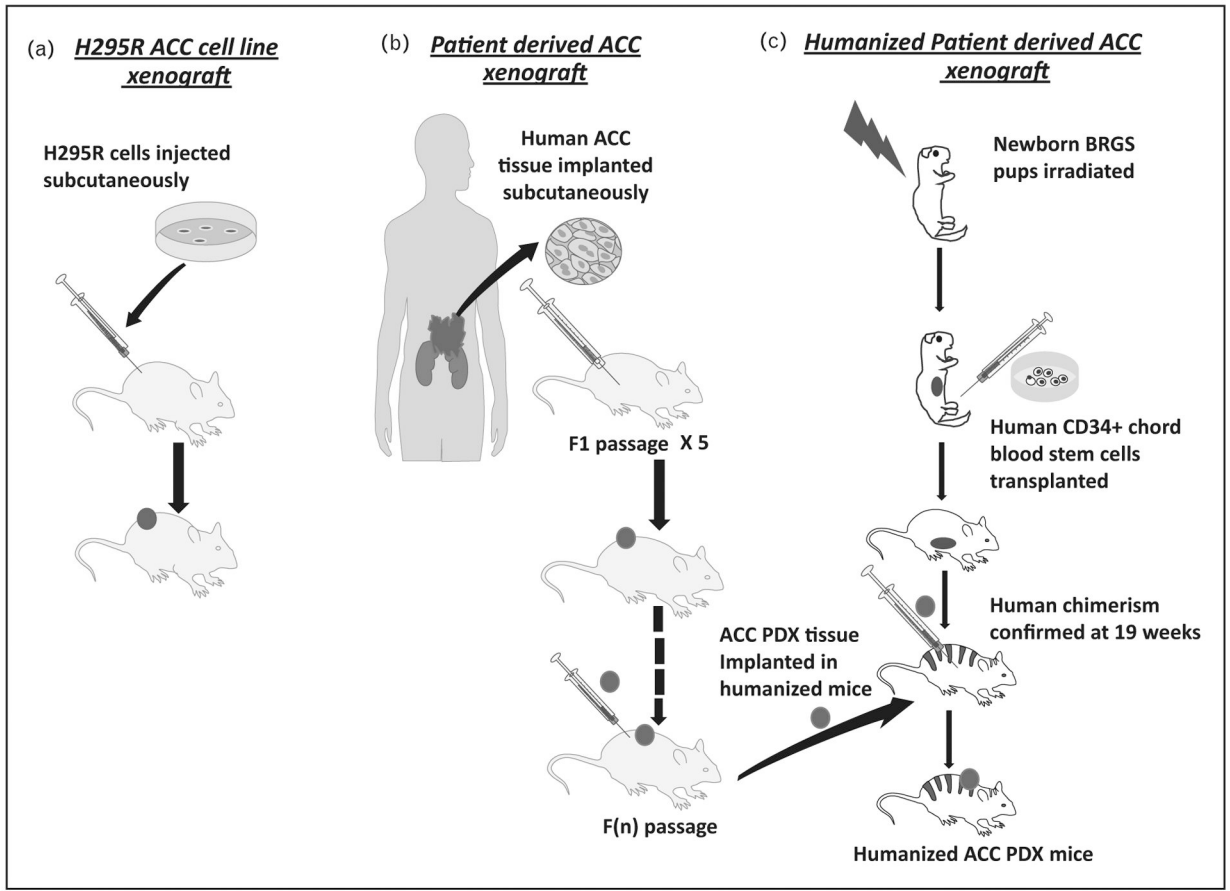 (a) H295R ACC cell line
xenograft
H295R cells injected
subcutaneously
(b) Patient derived ACC
xenograft
Human ACC
tissue implanted
subcutaneously
F1 passage X 5
F(n) passage
ACC PDX tissue
Implanted in
humanized mice
(c) Humanized Patient derived ACC
xenograft
Newborn BRGS
pups irradiated
Human CD34+ chord
blood stem cells
transplanted
Human chimerism
confirmed at 19 weeks
Humanized ACC PDX mice